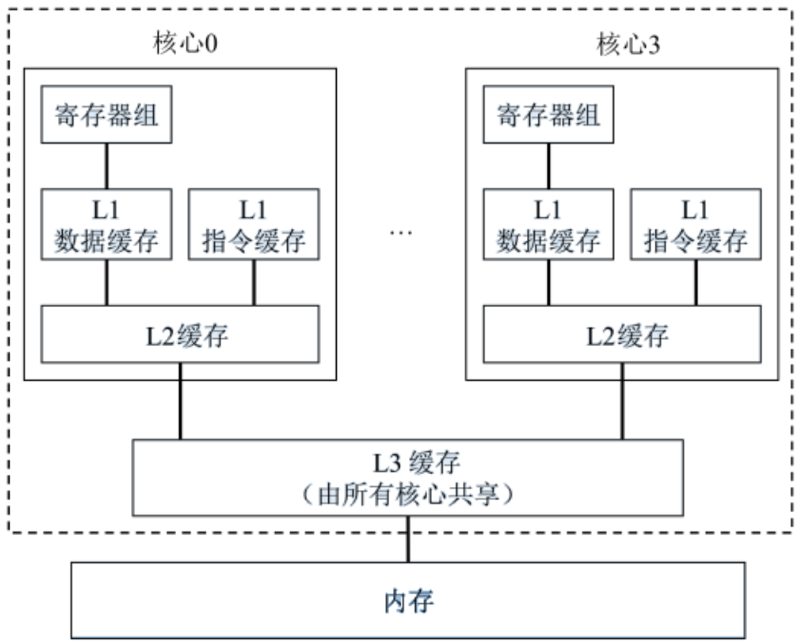 核心0
核心3
寄存器组
寄存器组
L1
数据缓存
L1
指令缓存
…
L1
数据缓存
L1
指令缓存
L2缓存
L2缓存
L3 缓存
（由所有核心共享）
内存